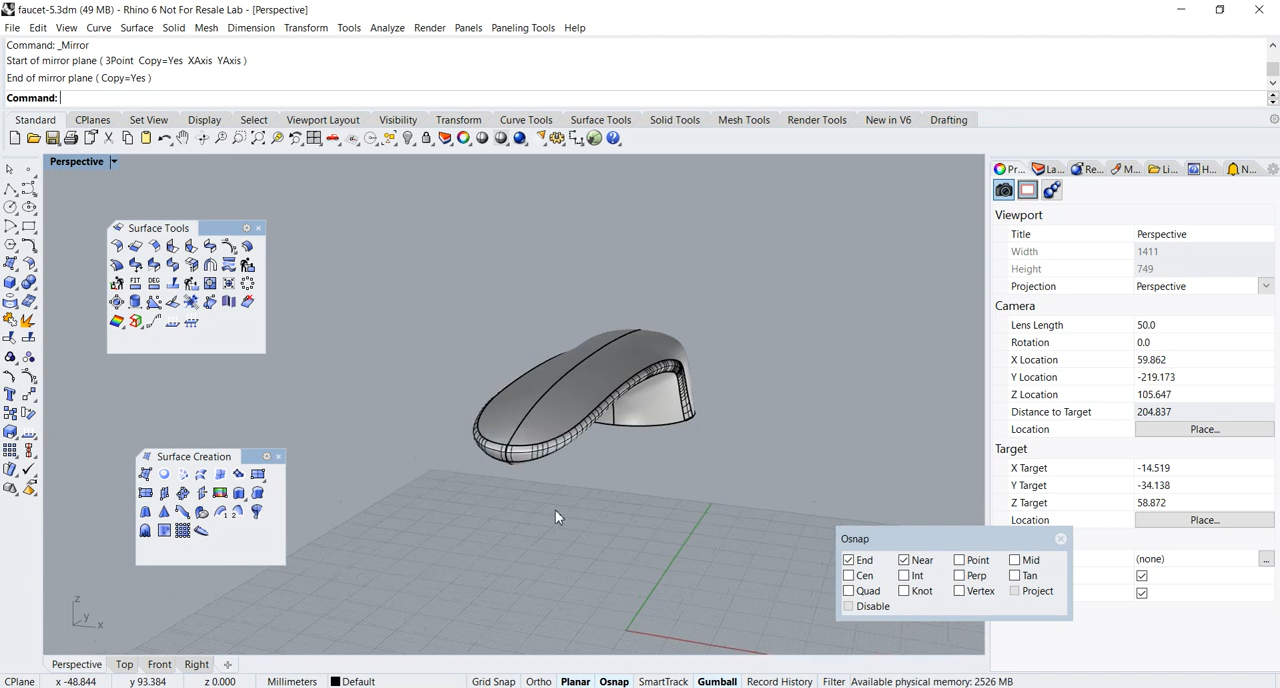 faucet-5.3dm (49 MB) - Rhino 6 Not For Resale Lab - [Perspective]
File Edit View Curve Surface Solid Mesh Dimension Transform Tools Analyze Render Panels Paneling Tools Help
Command: _Mirror
Start of mirror plane ( 3Point Copy=Yes XAxis YAxis )
End of mirror plane ( Copy=Yes )
Command:
Standard CPlanes Set View Display Select Viewport Layout Visibility Transform Curve Tools Surface Tools Solid Tools Mesh Tools Render Tools New in V6 Drafting
Perspective
Surface Tools
FIT DEG
Surface Creation
1 2
z
y
x
Pr... La... Re... M... Li... H... N...
Viewport
Title Perspective
Width 1411
Height 749
Projection Perspective
Camera
Lens Length 50.0
Rotation 0.0
X Location 59.862
Y Location -219.173
Z Location 105.647
Distance to Target 204.837
Location Place...
Target
X Target -14.519
Y Target -34.138
Z Target 58.872
Location Place...
(none) ...
Osnap
End Near Point Mid
Cen Int Perp Tan
Quad Knot Vertex Project
Disable
Perspective Top Front Right
CPlane x -48.844 y 93.384 z 0.000 Millimeters Default Grid Snap Ortho Planar Osnap SmartTrack Gumball Record History Filter Available physical memory: 2526 MB